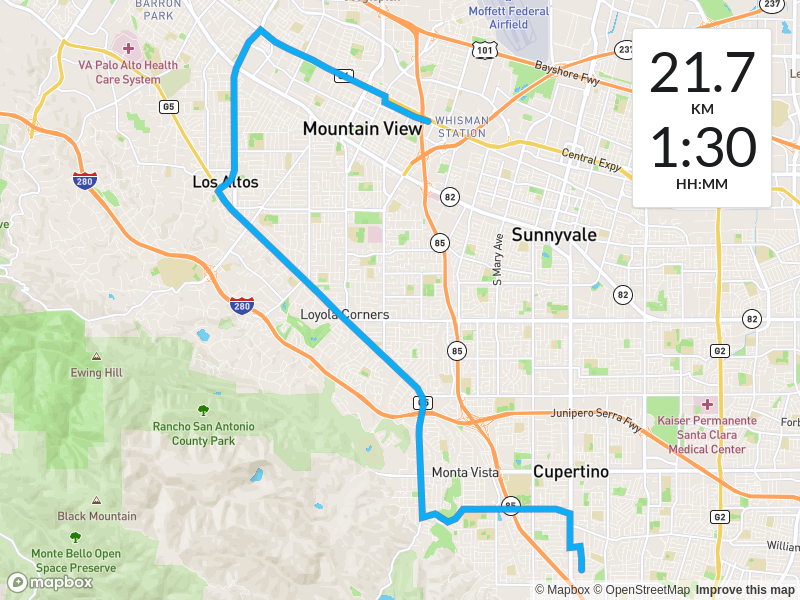 BARRON
PARK
Moffett Federal
Airfield
VA Palo Alto Health
Care System
101
237
237
Bayshore Fwy
G5
Mountain View
WHISMAN
STATION
Central Expy
21.7
KM
1:30
HH:MM
280
Los Altos
82
85
Sunnyvale
S Mary Ave
280
82
82
Loyola Corners
85
G2
Ewing Hill
Rancho San Antonio
County Park
Junipero Serra Fwy
Kaiser Permanente
Santa Clara
Medical Center
Monta Vista
Cupertino
85
Black Mountain
G2
Monte Bello Open
Space Preserve
mapbox
© Mapbox © OpenStreetMap Improve this map